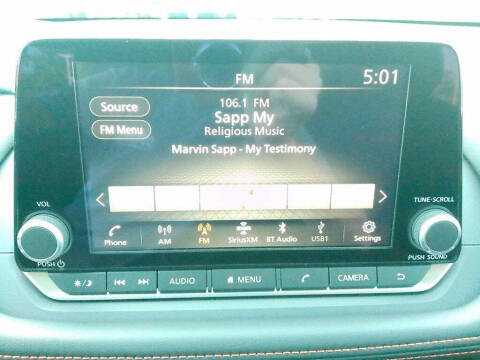 FM
5:01
Source
106.1 FM
Sapp My
FM Menu
Religious Music
Marvin Sapp - My Testimony
VOL
TUNE·SCROLL
Phone
AM
FM
SiriusXM
BT Audio
USB1
Settings
PUSH
PUSH SOUND
AUDIO
MENU
CAMERA